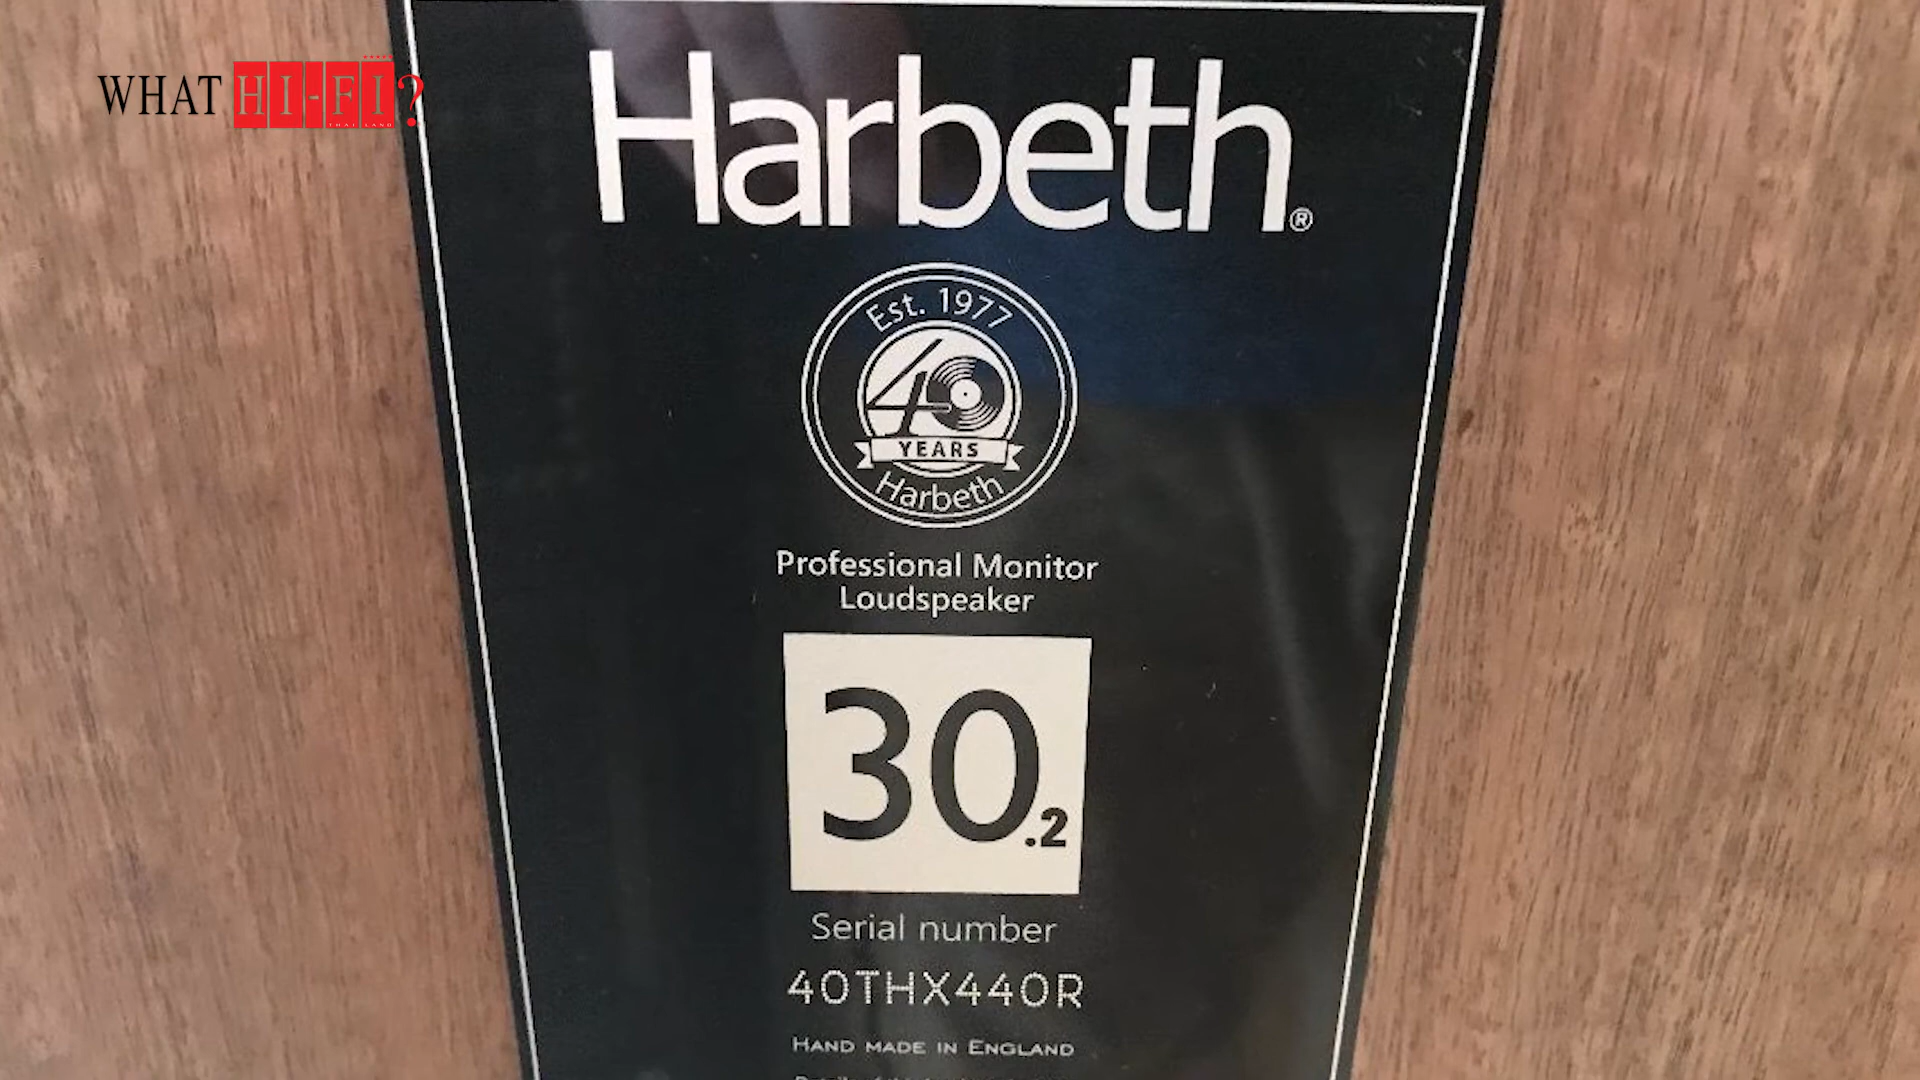 WHAT HI-FI?
THAILAND
Harbeth®
Est. 1977
40
YEARS
Harbeth
Professional Monitor
Loudspeaker
30.2
Serial number
40THX440R
HAND MADE IN ENGLAND